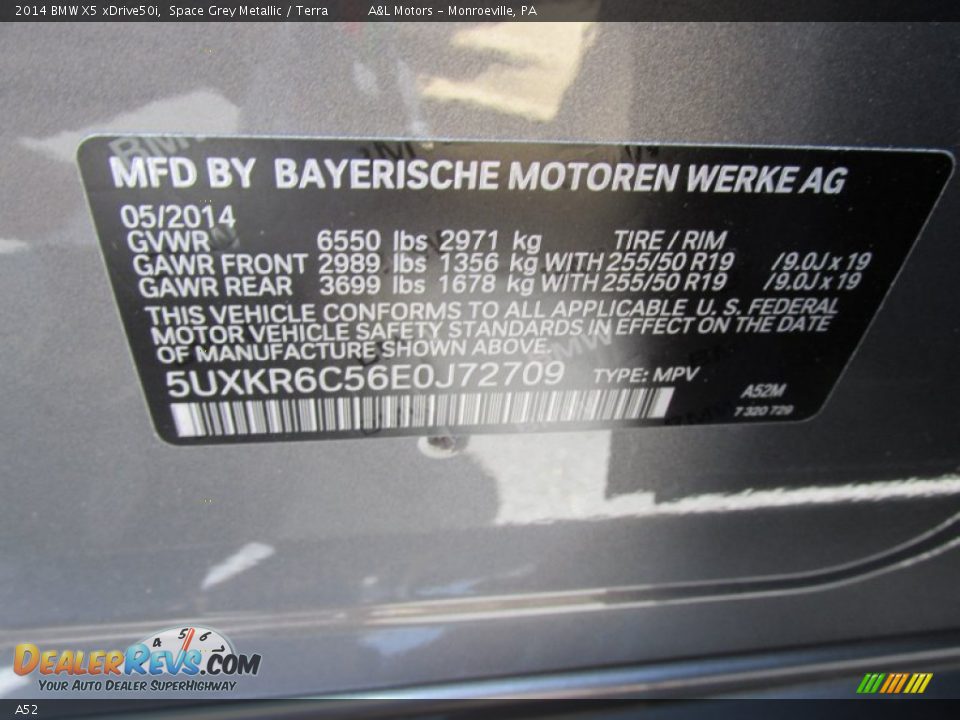 2014 BMW X5 xDrive50i, Space Grey Metallic / Terra A&L Motors - Monroeville, PA
MFD BY BAYERISCHE MOTOREN WERKE AG
05/2014
GVWR 6550 lbs 2971 kg TIRE / RIM
GAWR FRONT 2989 lbs 1356 kg WITH 255/50 R19 /9.0J x 19
GAWR REAR 3699 lbs 1678 kg WITH 255/50 R19 /9.0J x 19
THIS VEHICLE CONFORMS TO ALL APPLICABLE U. S. FEDERAL
MOTOR VEHICLE SAFETY STANDARDS IN EFFECT ON THE DATE
OF MANUFACTURE SHOWN ABOVE.
5UXKR6C56E0J72709 TYPE: MPV
A52M
7 320 729
4 5 6
DEALERREVS.COM
YOUR AUTO DEALER SUPERHIGHWAY
A52